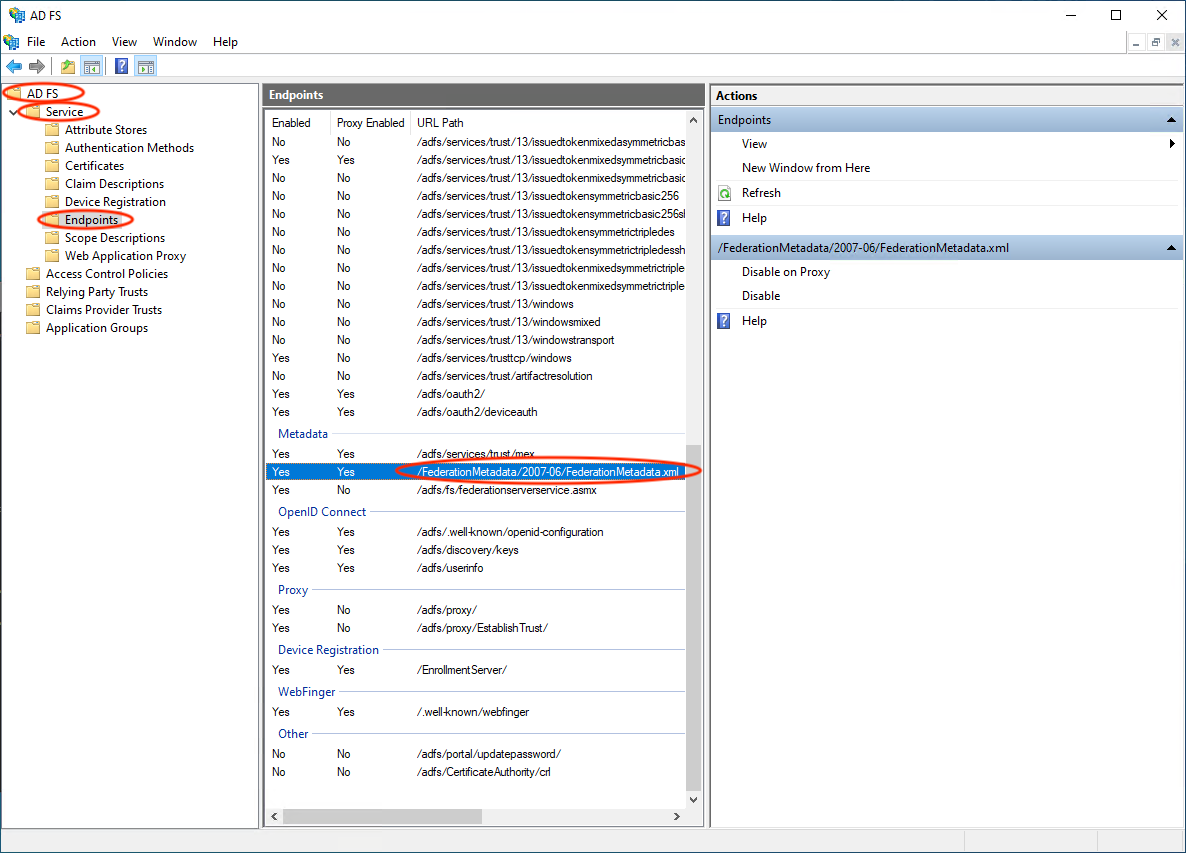 AD FS
File Action View Window Help
AD FS
Service
Attribute Stores
Authentication Methods
Certificates
Claim Descriptions
Device Registration
Endpoints
Scope Descriptions
Web Application Proxy
Access Control Policies
Relying Party Trusts
Claims Provider Trusts
Application Groups
Endpoints
Enabled Proxy Enabled URL Path
No No /adfs/services/trust/13/issuedtokenmixedasymmetricbas
Yes Yes /adfs/services/trust/13/issuedtokenmixedsymmetricbasic
No No /adfs/services/trust/13/issuedtokenmixedsymmetricbasic
No No /adfs/services/trust/13/issuedtokensymmetricbasic256
No No /adfs/services/trust/13/issuedtokensymmetricbasic256sl
No No /adfs/services/trust/13/issuedtokensymmetrictripledes
No No /adfs/services/trust/13/issuedtokensymmetrictripledessh
No No /adfs/services/trust/13/issuedtokenmixedsymmetrictriple
No No /adfs/services/trust/13/issuedtokenmixedsymmetrictriple
No No /adfs/services/trust/13/windows
No No /adfs/services/trust/13/windowsmixed
No No /adfs/services/trust/13/windowstransport
Yes No /adfs/services/trusttcp/windows
No No /adfs/services/trust/artifactresolution
Yes Yes /adfs/oauth2/
Yes Yes /adfs/oauth2/deviceauth
Metadata
Yes Yes /adfs/services/trust/mex
Yes Yes /FederationMetadata/2007-06/FederationMetadata.xml
Yes No /adfs/fs/federationserverservice.asmx
OpenID Connect
Yes Yes /adfs/.well-known/openid-configuration
Yes Yes /adfs/discovery/keys
Yes Yes /adfs/userinfo
Proxy
Yes No /adfs/proxy/
Yes No /adfs/proxy/EstablishTrust/
Device Registration
Yes Yes /EnrollmentServer/
WebFinger
Yes Yes /.well-known/webfinger
Other
No No /adfs/portal/updatepassword/
No No /adfs/CertificateAuthority/crl
Actions
Endpoints
View
New Window from Here
Refresh
Help
/FederationMetadata/2007-06/FederationMetadata.xml
Disable on Proxy
Disable
Help